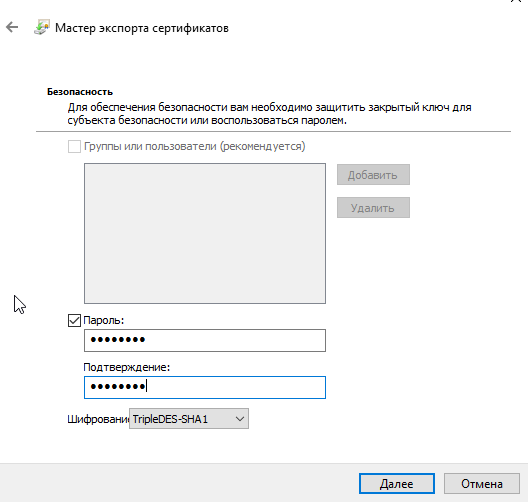 Мастер экспорта сертификатов
Безопасность
Для обеспечения безопасности вам необходимо защитить закрытый ключ для
субъекта безопасности или воспользоваться паролем.
Группы или пользователи (рекомендуется)
Добавить
Удалить
Пароль:
••••••••
Подтверждение:
••••••••
Шифрование TripleDES-SHA1
Далее Отмена